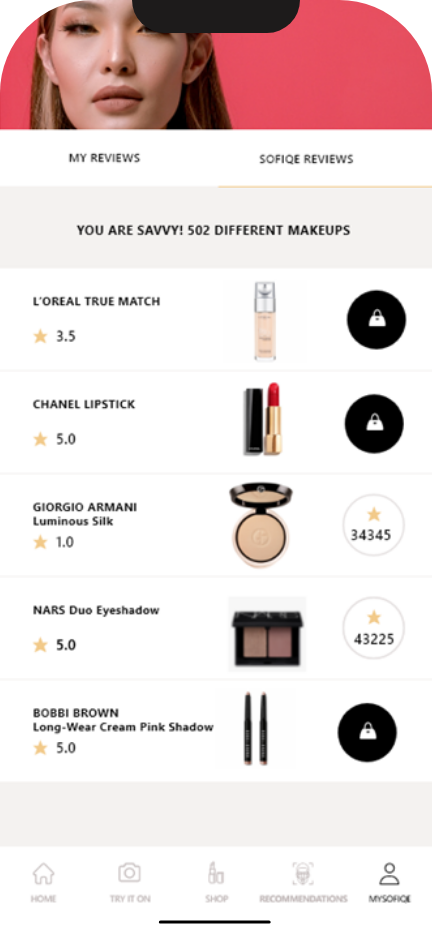 MY REVIEWS
SOFIQE REVIEWS
YOU ARE SAVVY! 502 DIFFERENT MAKEUPS
L'OREAL TRUE MATCH
3.5
CHANEL LIPSTICK
5.0
GIORGIO ARMANI
Luminous Silk
1.0
34345
NARS Duo Eyeshadow
5.0
43225
BOBBI BROWN
Long-Wear Cream Pink Shadow
5.0
HOME
TRY IT ON
SHOP
RECOMMENDATIONS
MYSOFIQE